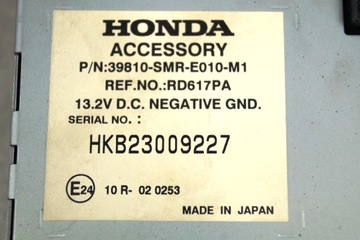 HONDA
ACCESSORY
P/N:39810-SMR-E010-M1
REF.NO.:RD617PA
13.2V D.C. NEGATIVE GND.
SERIAL NO. :
HKB23009227
E24 10 R- 02 0253
MADE IN JAPAN